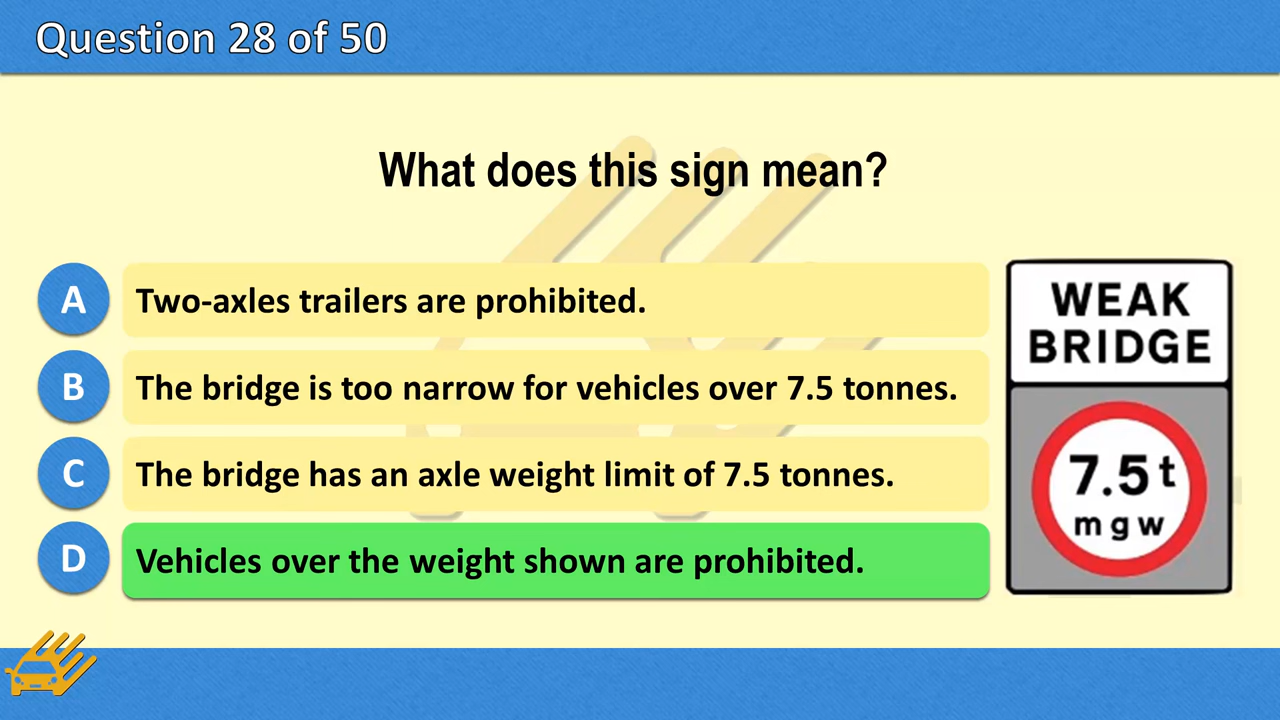 Question 28 of 50
What does this sign mean?
A
Two-axles trailers are prohibited.
B
The bridge is too narrow for vehicles over 7.5 tonnes.
C
The bridge has an axle weight limit of 7.5 tonnes.
D
Vehicles over the weight shown are prohibited.
WEAK
BRIDGE
7.5 t
m g w